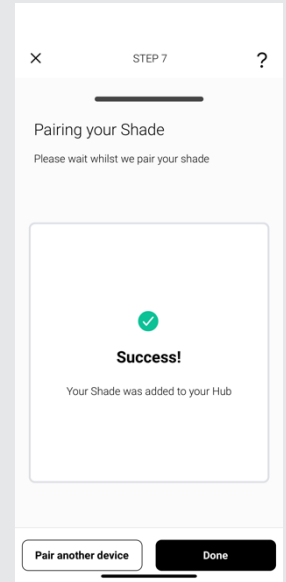 STEP 7
?
Pairing your Shade
Please wait whilst we pair your shade
Success!
Your Shade was added to your Hub
Pair another device
Done